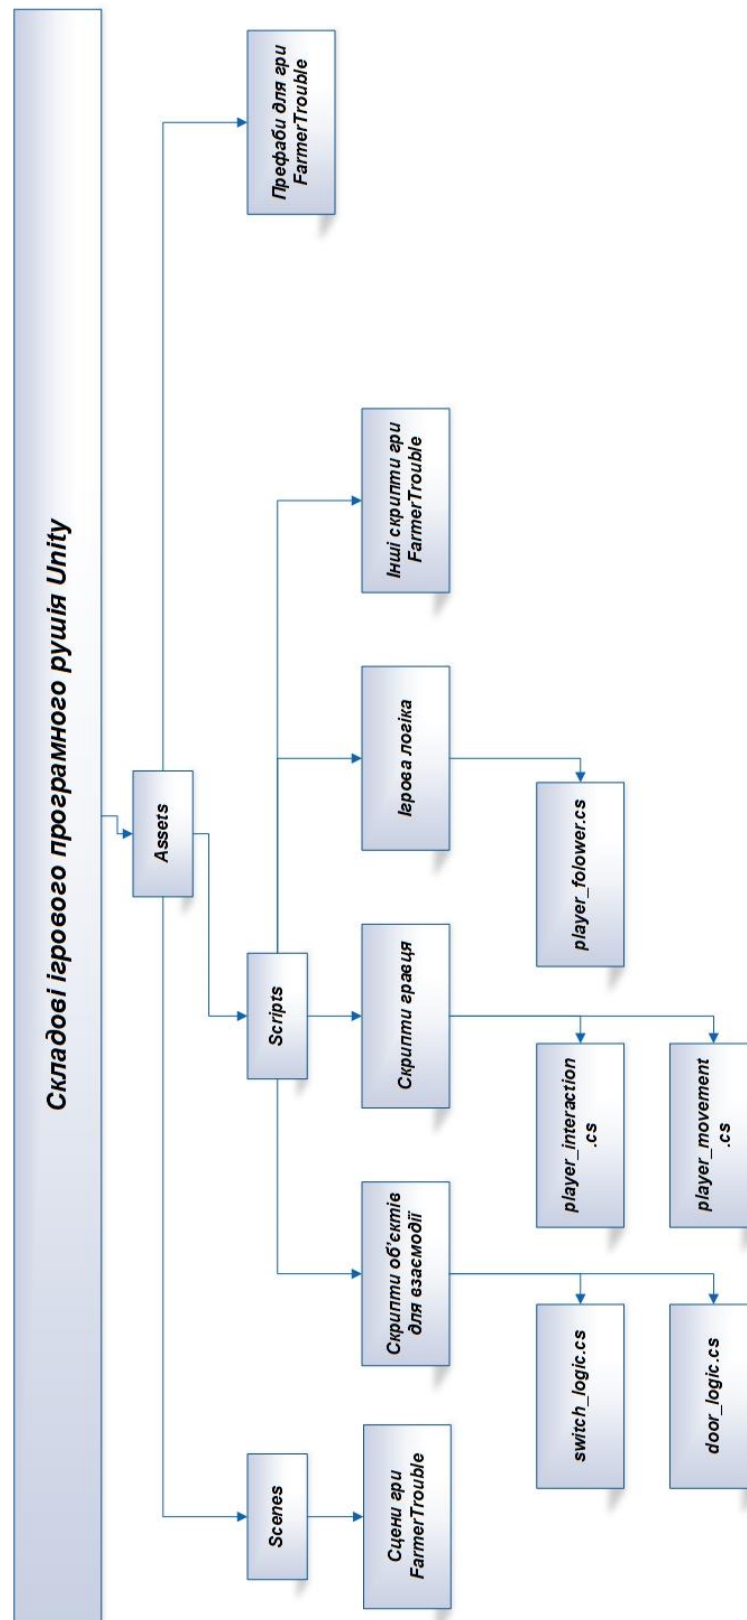 Складові ігрового програмного рушія Unity
Assets
Scenes
Scripts
Префаби для гри
FarmerTrouble
Сцени гри
FarmerTrouble
Скрипти об'єктів
для взаємодії
Скрипти гравця
Ігрова логіка
Інші скрипти гри
FarmerTrouble
switch_logic.cs
player_interaction
.cs
player_folower.cs
door_logic.cs
player_movement
.cs